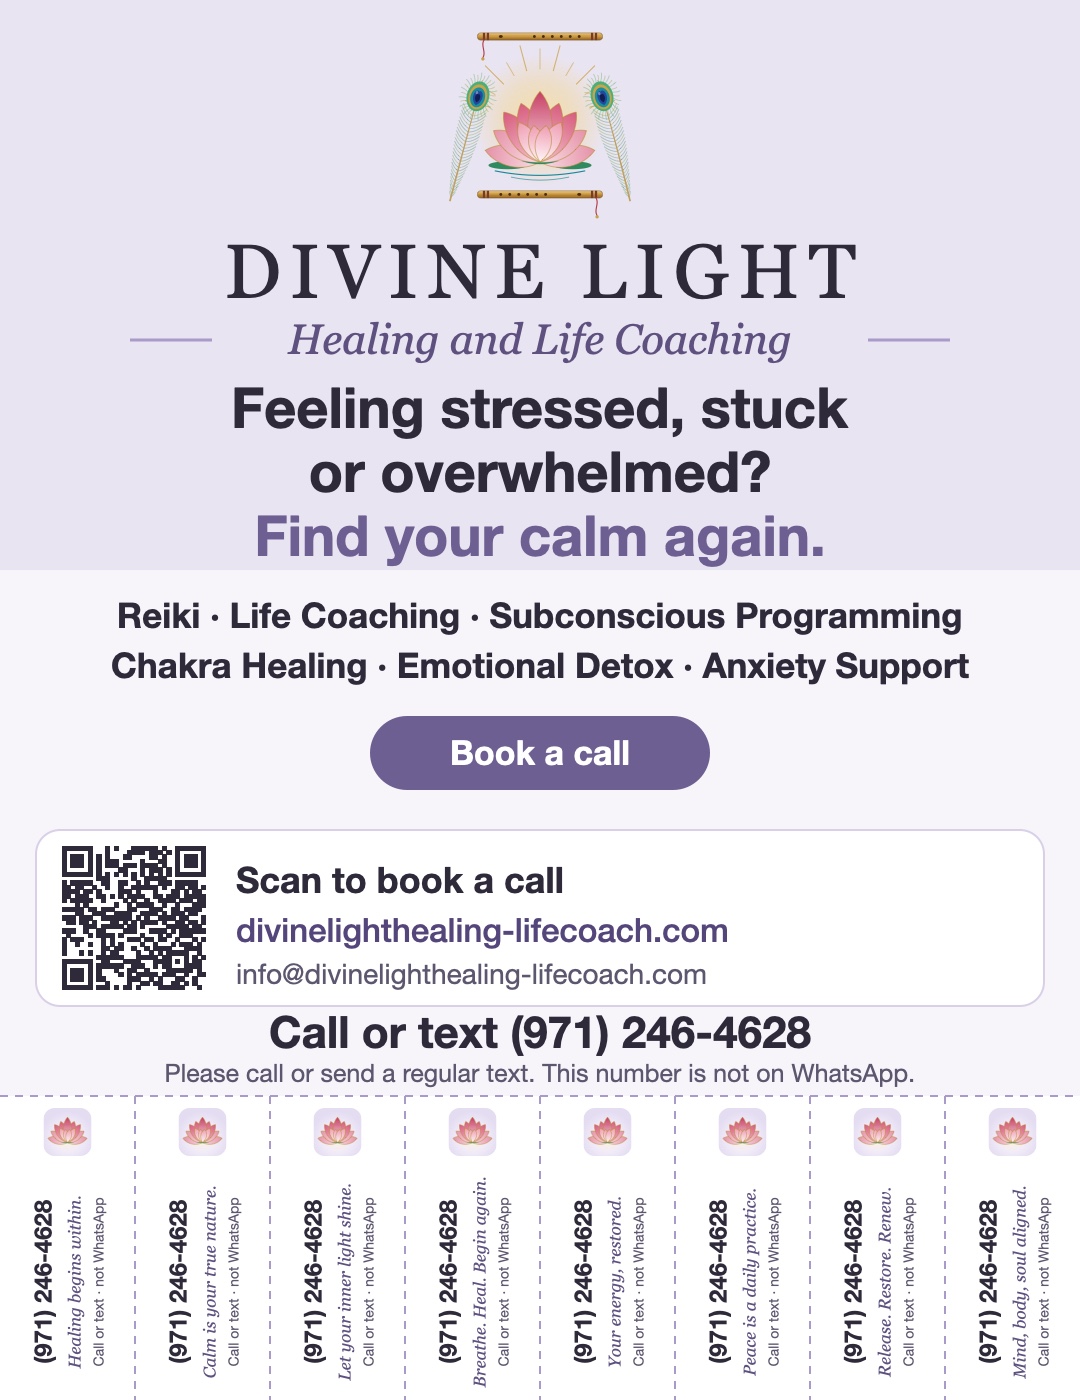 DIVINE LIGHT
Healing and Life Coaching
Feeling stressed, stuck
or overwhelmed?
Find your calm again.
Reiki · Life Coaching · Subconscious Programming
Chakra Healing · Emotional Detox · Anxiety Support
Book a call
Scan to book a call
divinelighthealing-lifecoach.com
info@divinelighthealing-lifecoach.com
Call or text (971) 246-4628
Please call or send a regular text. This number is not on WhatsApp.
(971) 246-4628
Healing begins within.
Call or text · not WhatsApp
(971) 246-4628
Calm is your true nature.
Call or text · not WhatsApp
(971) 246-4628
Let your inner light shine.
Call or text · not WhatsApp
(971) 246-4628
Breathe. Heal. Begin again.
Call or text · not WhatsApp
(971) 246-4628
Your energy, restored.
Call or text · not WhatsApp
(971) 246-4628
Peace is a daily practice.
Call or text · not WhatsApp
(971) 246-4628
Release. Restore. Renew.
Call or text · not WhatsApp
(971) 246-4628
Mind, body, soul aligned.
Call or text · not WhatsApp